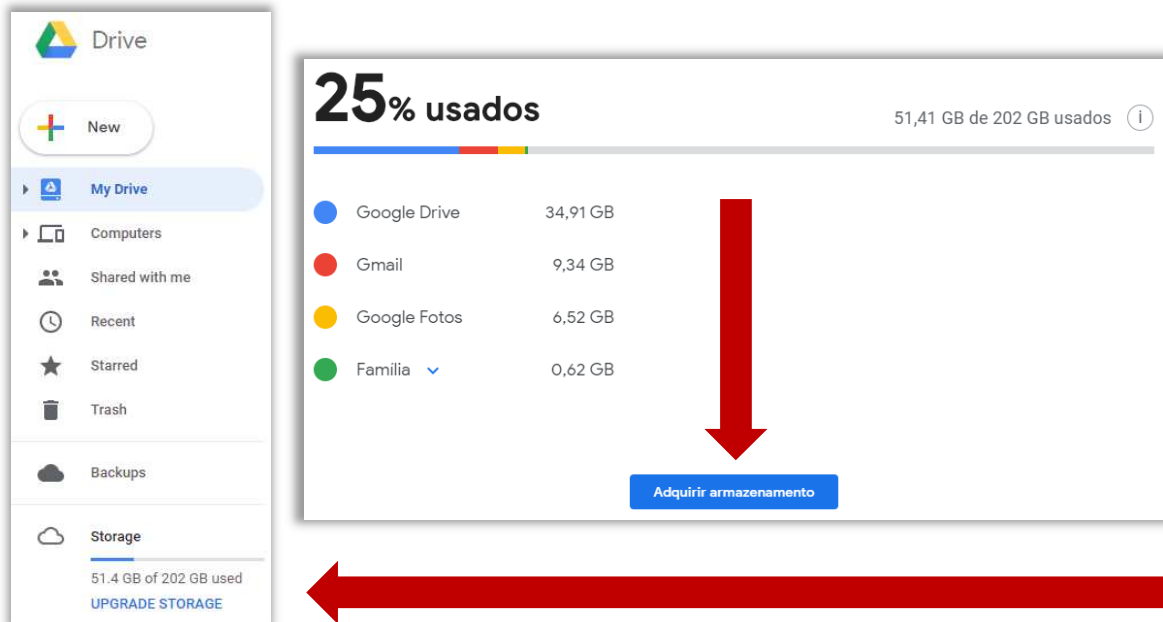 Drive
New
My Drive
Computers
Shared with me
Recent
Starred
Trash
Backups
Storage
51.4 GB of 202 GB used
UPGRADE STORAGE
25% usados
51,41 GB de 202 GB usados i
Google Drive 34,91 GB
Gmail 9,34 GB
Google Fotos 6,52 GB
Família 0,62 GB
Adquirir armazenamento